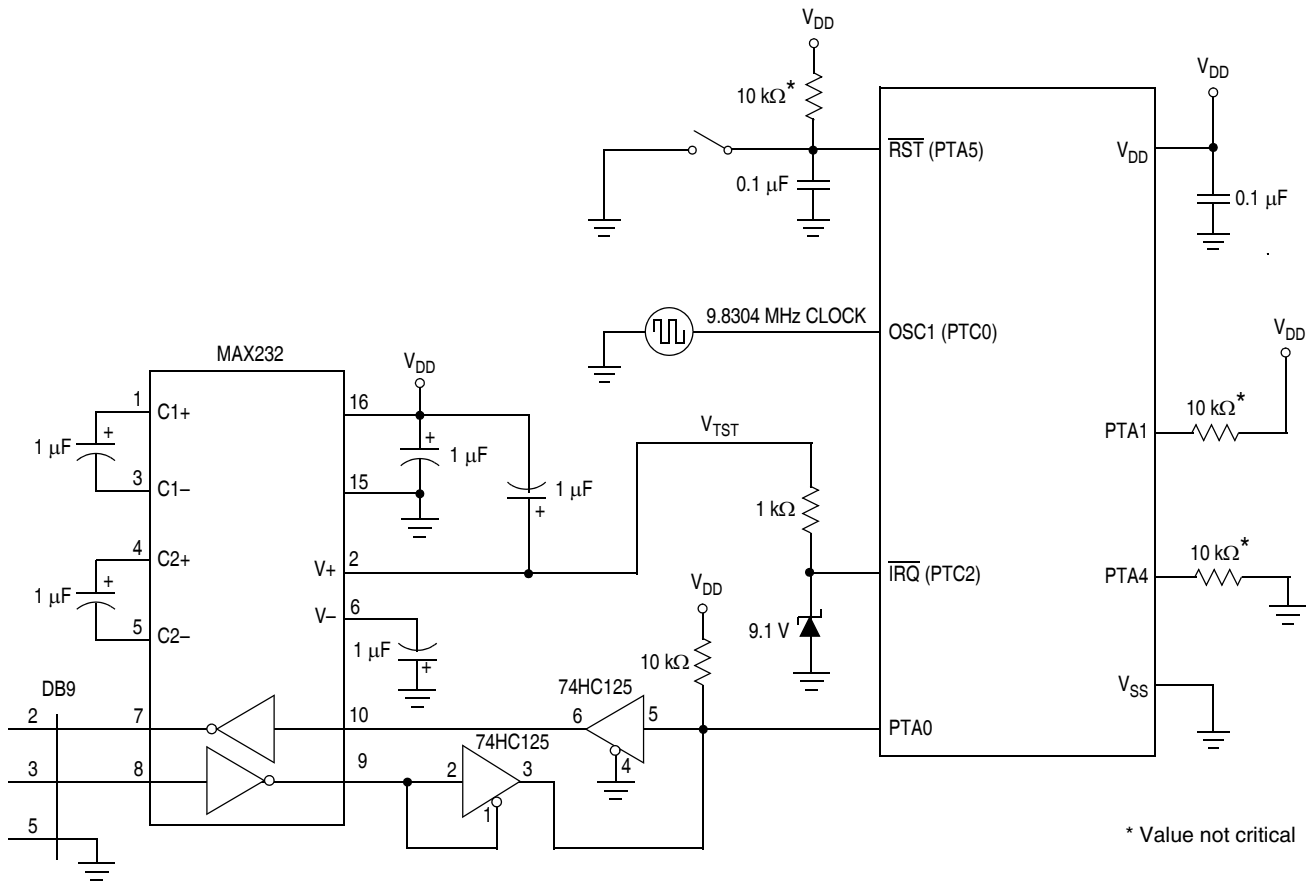 V_DD
10 kΩ*
0.1 μF
RST (PTA5)
V_DD
V_DD
0.1 μF
9.8304 MHz CLOCK
OSC1 (PTC0)
V_DD
10 kΩ*
PTA1
MAX232
V_DD
1
C1+
16
1 μF
+
+
1 μF
3
C1–
15
1 μF
+
V_TST
1 kΩ
4
C2+
V+
2
IRQ (PTC2)
PTA4
10 kΩ*
1 μF
+
5
C2–
V–
6
1 μF
+
V_DD
9.1 V
10 kΩ
V_SS
DB9
74HC125
2
7
10
6
5
4
PTA0
74HC125
3
8
9
2
3
1
5
* Value not critical